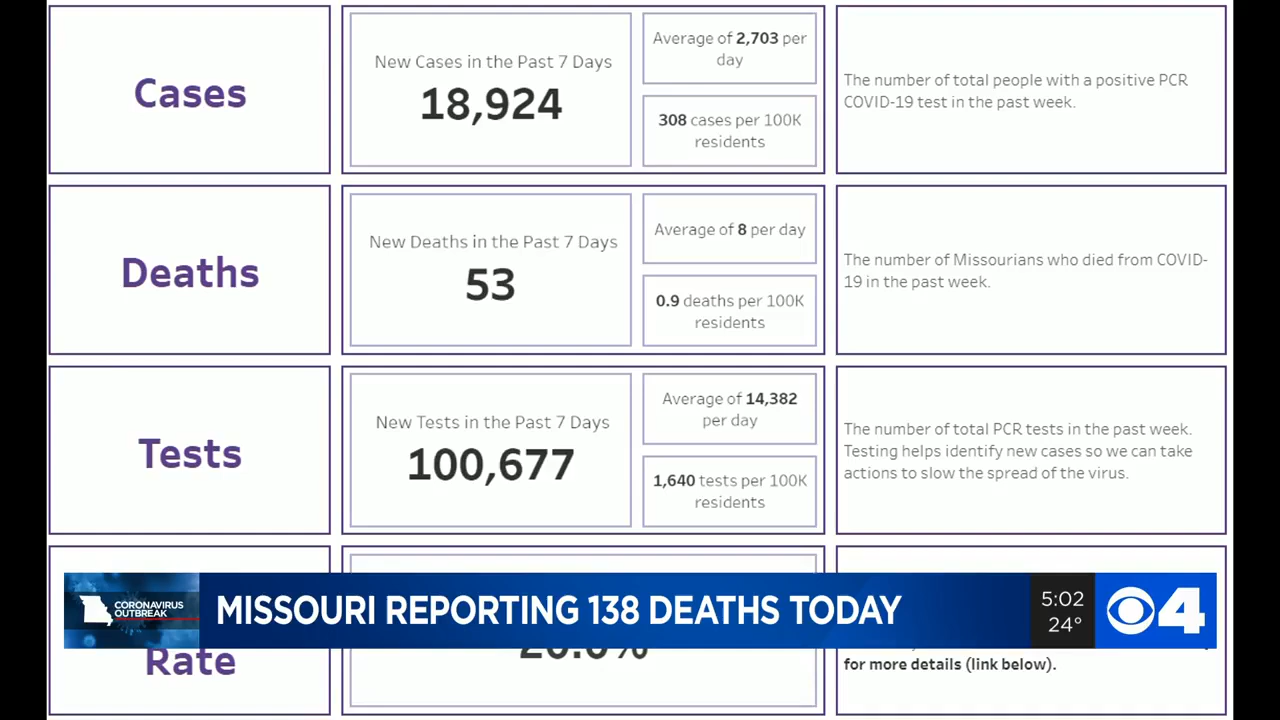 Cases
New Cases in the Past 7 Days
18,924
Average of 2,703 per
day
308 cases per 100K
residents
The number of total people with a positive PCR
COVID-19 test in the past week.
Deaths
New Deaths in the Past 7 Days
53
Average of 8 per day
0.9 deaths per 100K
residents
The number of Missourians who died from COVID-
19 in the past week.
Tests
New Tests in the Past 7 Days
100,677
Average of 14,382
per day
1,640 tests per 100K
residents
The number of total PCR tests in the past week.
Testing helps identify new cases so we can take
actions to slow the spread of the virus.
Rate
for more details (link below).
CORONAVIRUS
OUTBREAK
MISSOURI REPORTING 138 DEATHS TODAY
5:02
24°
4